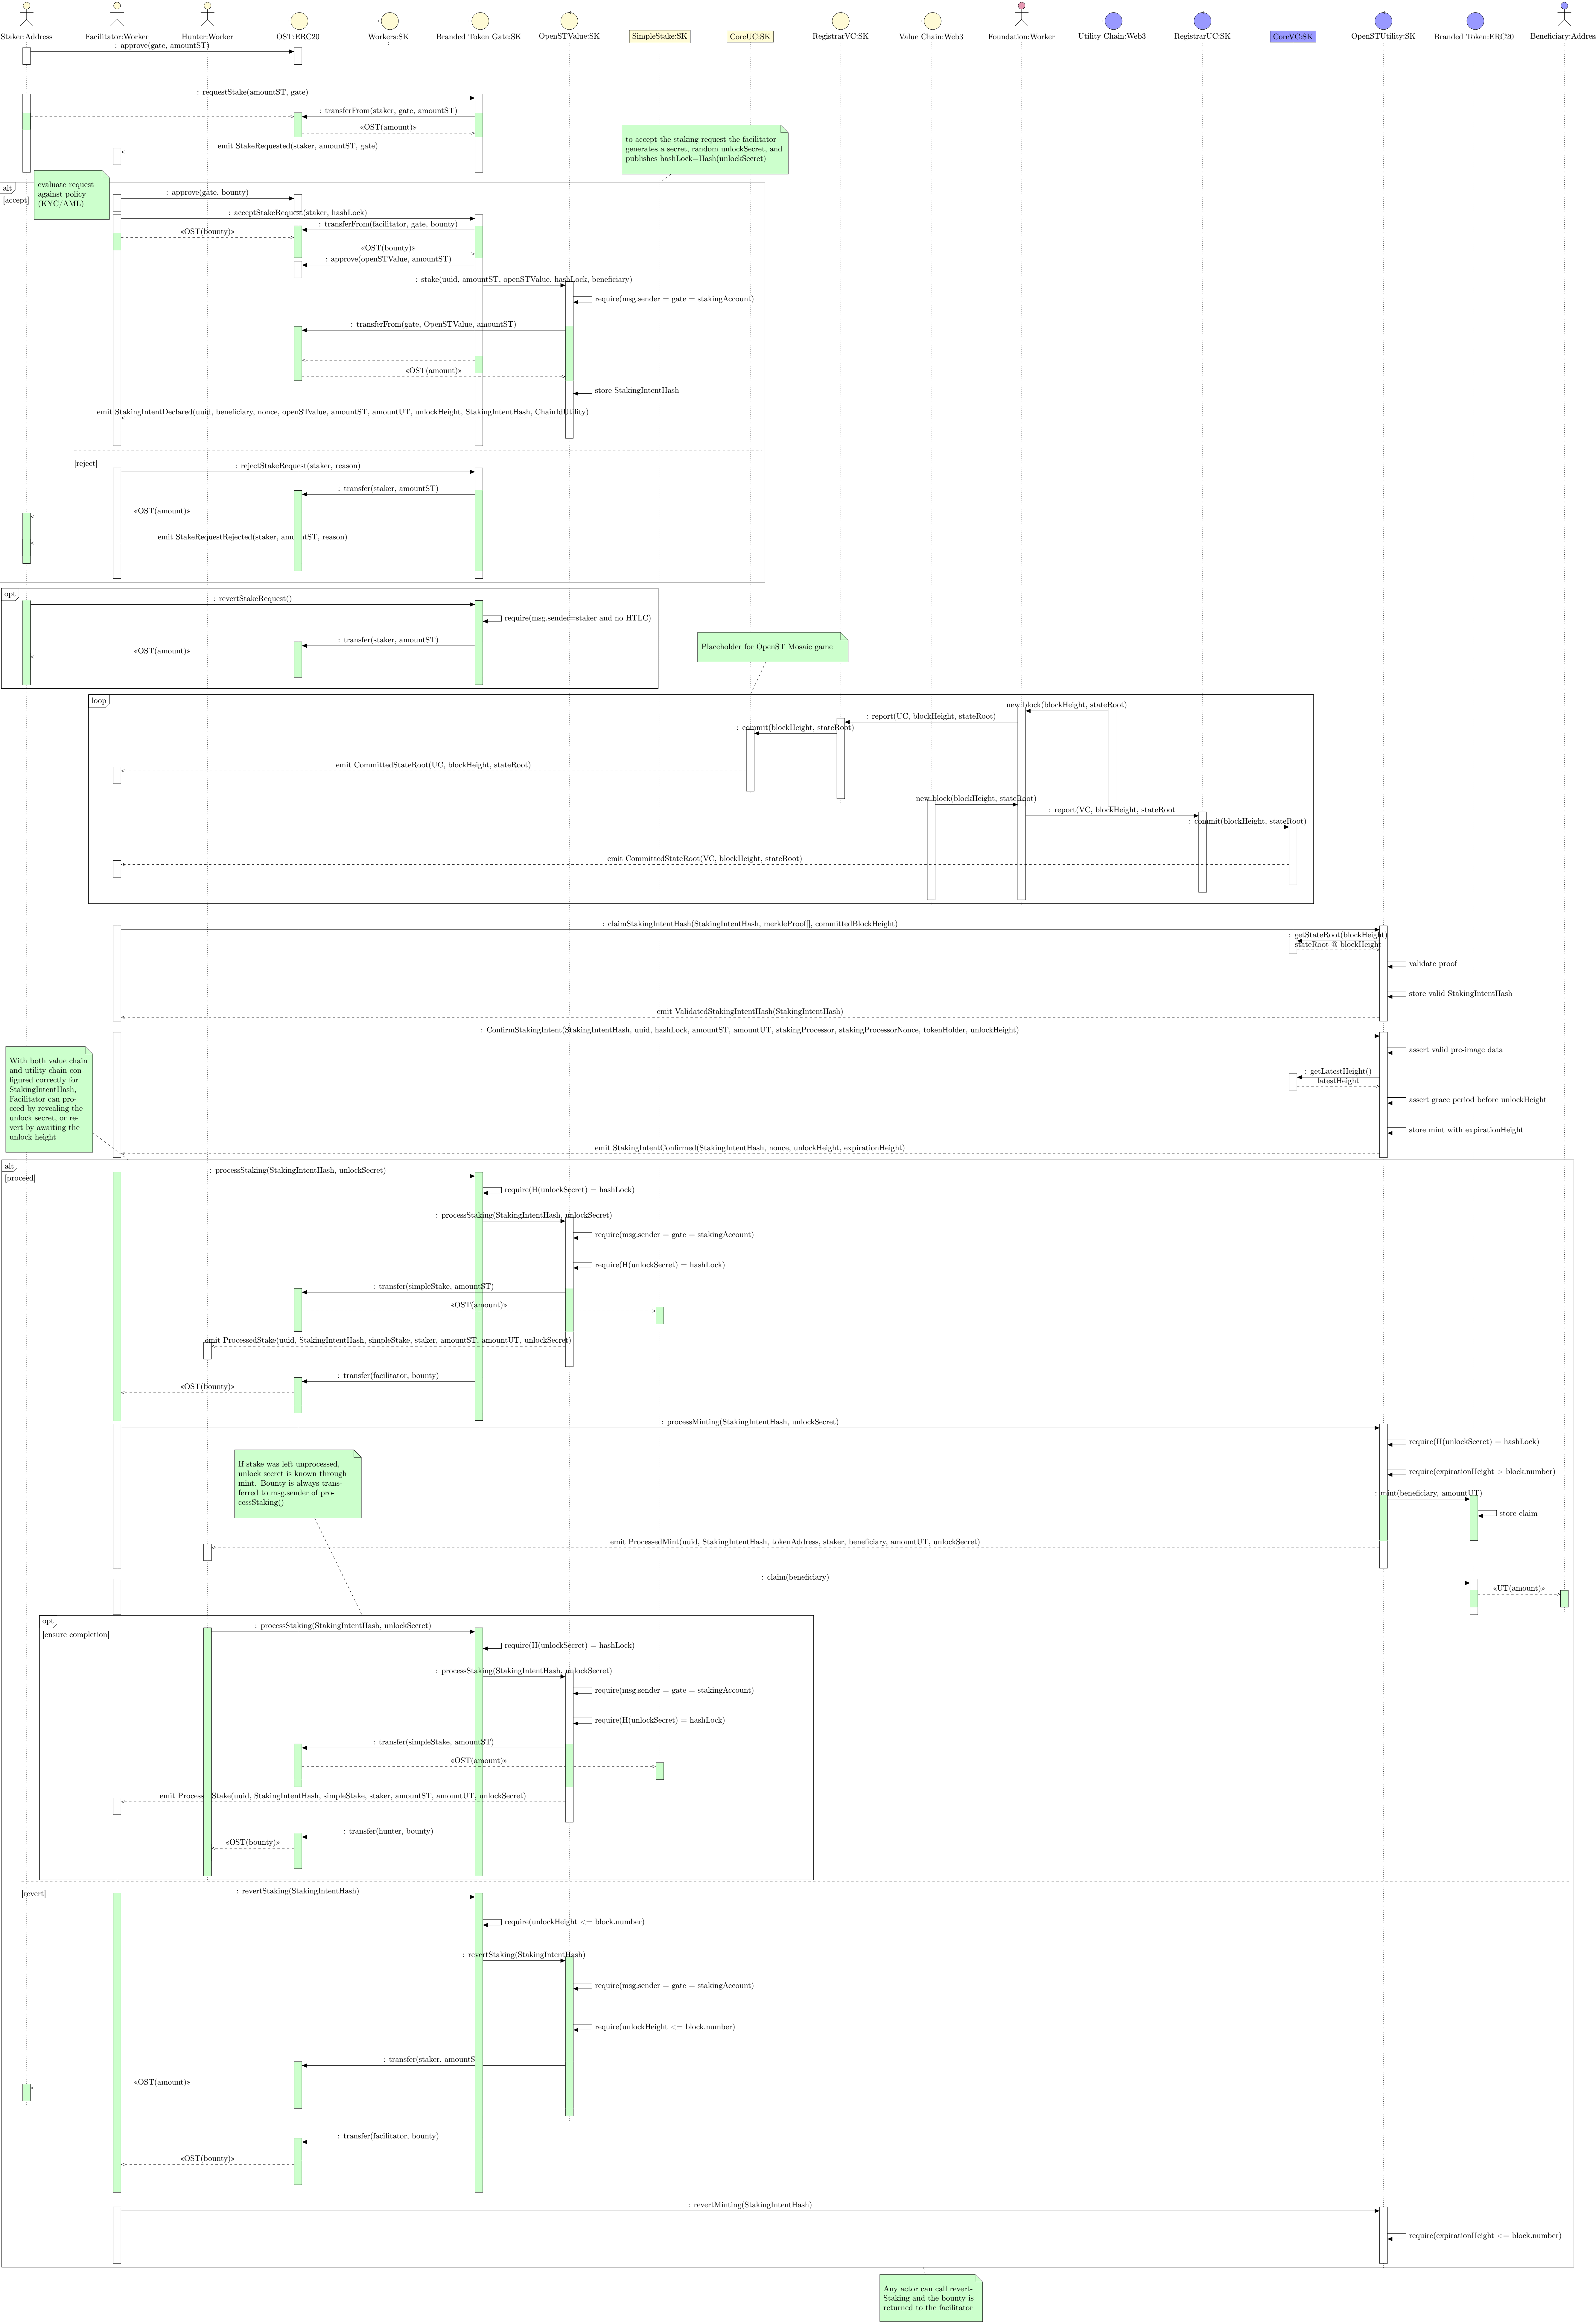 Staker:Address
Facilitator:Worker
Hunter:Worker
OST:ERC20
Workers:SK
Branded Token Gate:SK
OpenSTValue:SK
SimpleStake:SK
CoreUC:SK
RegistrarVC:SK
Value Chain:Web3
Foundation:Worker
Utility Chain:Web3
RegistrarUC:SK
CoreVC:SK
OpenSTUtility:SK
Branded Token:ERC20
Beneficiary:Address
: approve(gate, amountST)
: requestStake(amountST, gate)
: transferFrom(staker, gate, amountST)
«OST(amount)»
emit StakeRequested(staker, amountST, gate)
to accept the staking request the facilitator
generates a secret, random unlockSecret, and
publishes hashLock=Hash(unlockSecret)
evaluate request
against policy
(KYC/AML)
alt
[accept]
: approve(gate, bounty)
: acceptStakeRequest(staker, hashLock)
: transferFrom(facilitator, gate, bounty)
«OST(bounty)»
«OST(bounty)»
: approve(openSTValue, amountST)
: stake(uuid, amountST, openSTValue, hashLock, beneficiary)
require(msg.sender = gate = stakingAccount)
: transferFrom(gate, OpenSTValue, amountST)
«OST(amount)»
store StakingIntentHash
emit StakingIntentDeclared(uuid, beneficiary, nonce, openSTvalue, amountST, amountUT, unlockHeight, StakingIntentHash, ChainIdUtility)
[reject]
: rejectStakeRequest(staker, reason)
: transfer(staker, amountST)
«OST(amount)»
emit StakeRequestRejected(staker, amountST, reason)
opt
: revertStakeRequest()
require(msg.sender=staker and no HTLC)
: transfer(staker, amountST)
«OST(amount)»
Placeholder for OpenST Mosaic game
loop
new block(blockHeight, stateRoot)
: report(UC, blockHeight, stateRoot)
: commit(blockHeight, stateRoot)
emit CommittedStateRoot(UC, blockHeight, stateRoot)
new block(blockHeight, stateRoot)
: report(VC, blockHeight, stateRoot
: commit(blockHeight, stateRoot)
emit CommittedStateRoot(VC, blockHeight, stateRoot)
: claimStakingIntentHash(StakingIntentHash, merkleProof[], committedBlockHeight)
: getStateRoot(blockHeight)
stateRoot @ blockHeight
validate proof
store valid StakingIntentHash
emit ValidatedStakingIntentHash(StakingIntentHash)
: ConfirmStakingIntent(StakingIntentHash, uuid, hashLock, amountST, amountUT, stakingProcessor, stakingProcessorNonce, tokenHolder, unlockHeight)
assert valid pre-image data
: getLatestHeight()
latestHeight
assert grace period before unlockHeight
store mint with expirationHeight
emit StakingIntentConfirmed(StakingIntentHash, nonce, unlockHeight, expirationHeight)
With both value chain
and utility chain con-
figured correctly for
StakingIntentHash,
Facilitator can pro-
ceed by revealing the
unlock secret, or re-
vert by awaiting the
unlock height
alt
[proceed]
: processStaking(StakingIntentHash, unlockSecret)
require(H(unlockSecret) = hashLock)
: processStaking(StakingIntentHash, unlockSecret)
require(msg.sender = gate = stakingAccount)
require(H(unlockSecret) = hashLock)
: transfer(simpleStake, amountST)
«OST(amount)»
emit ProcessedStake(uuid, StakingIntentHash, simpleStake, staker, amountST, amountUT, unlockSecret)
: transfer(facilitator, bounty)
«OST(bounty)»
: processMinting(StakingIntentHash, unlockSecret)
require(H(unlockSecret) = hashLock)
require(expirationHeight > block.number)
: mint(beneficiary, amountUT)
store claim
If stake was left unprocessed,
unlock secret is known through
mint. Bounty is always trans-
ferred to msg.sender of pro-
cessStaking()
emit ProcessedMint(uuid, StakingIntentHash, tokenAddress, staker, beneficiary, amountUT, unlockSecret)
: claim(beneficiary)
«UT(amount)»
opt
[ensure completion]
: processStaking(StakingIntentHash, unlockSecret)
require(H(unlockSecret) = hashLock)
: processStaking(StakingIntentHash, unlockSecret)
require(msg.sender = gate = stakingAccount)
require(H(unlockSecret) = hashLock)
: transfer(simpleStake, amountST)
«OST(amount)»
emit Process Stake(uuid, StakingIntentHash, simpleStake, staker, amountST, amountUT, unlockSecret)
: transfer(hunter, bounty)
«OST(bounty)»
[revert]
: revertStaking(StakingIntentHash)
require(unlockHeight <= block.number)
: revertStaking(StakingIntentHash)
require(msg.sender = gate = stakingAccount)
require(unlockHeight <= block.number)
: transfer(staker, amountS
«OST(amount)»
: transfer(facilitator, bounty)
«OST(bounty)»
: revertMinting(StakingIntentHash)
require(expirationHeight <= block.number)
Any actor can call revert-
Staking and the bounty is
returned to the facilitator